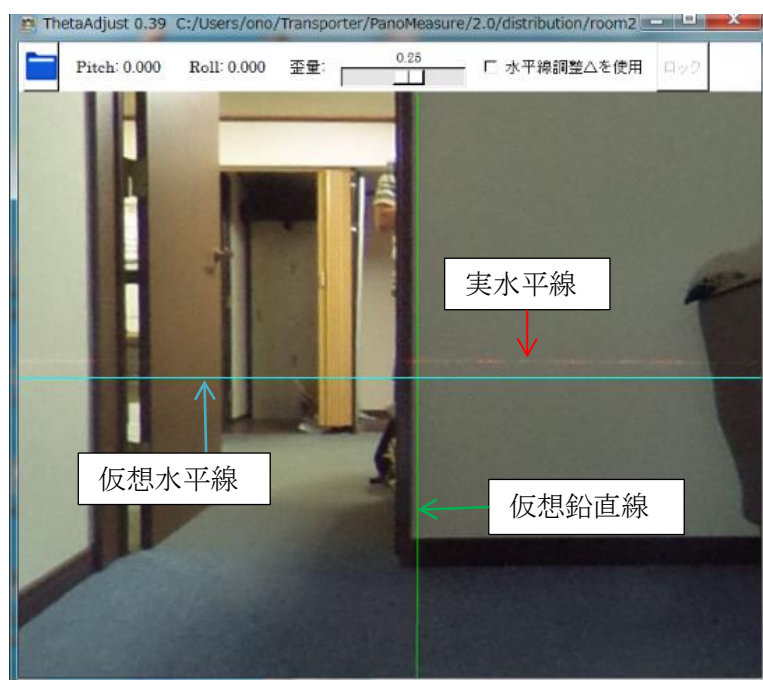 ThetaAdjust 0.39 C:/Users/ono/Transporter/PanoMeasure/2.0/distribution/room2
Pitch: 0.000 Roll: 0.000 歪量: 0.25 水平線調整△を使用 ロック
実水平線
仮想水平線
仮想鉛直線